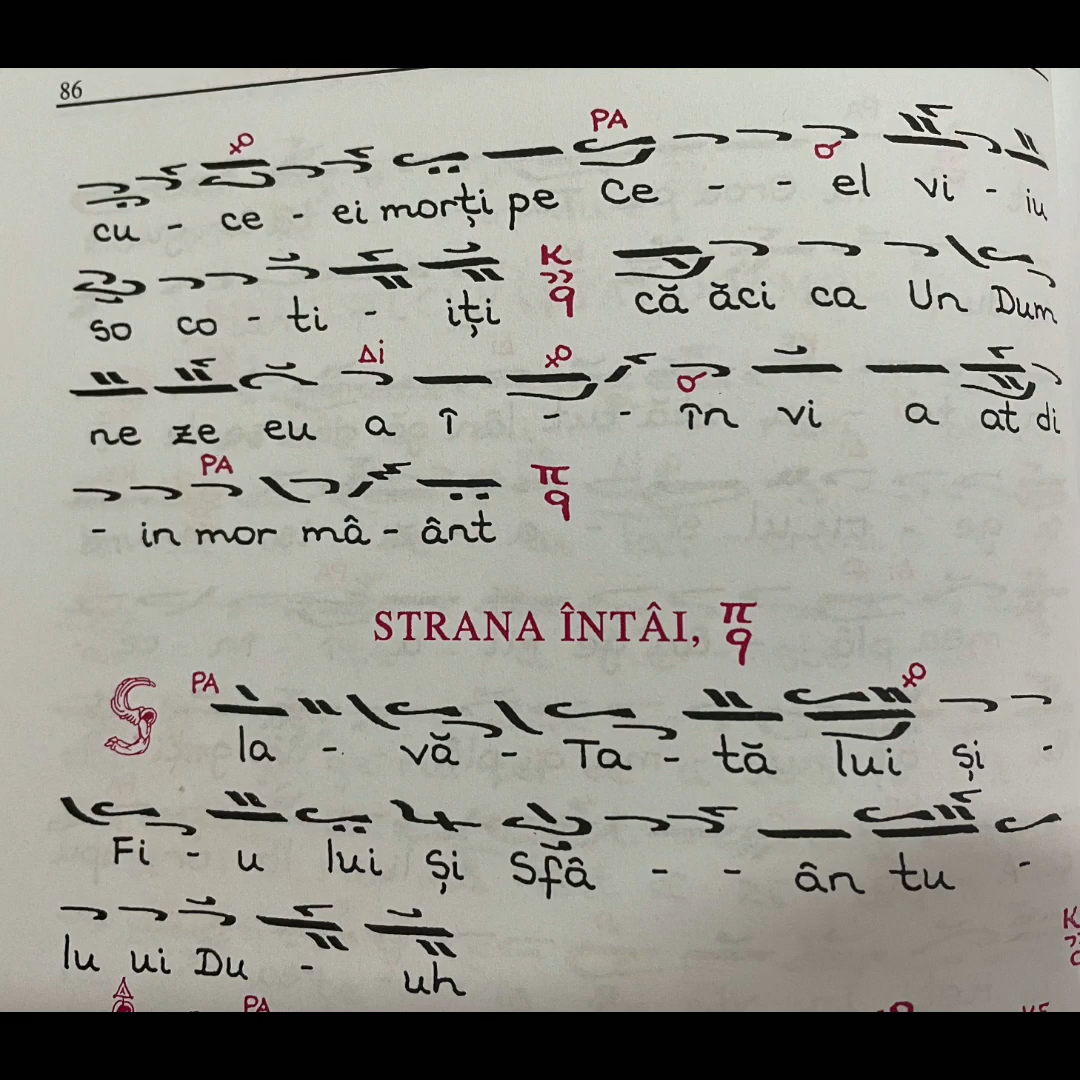 86
PA
cu - ce - ei morți pe ce - - el vi - iu
K
so co - ti - iți că ăci ca Un Dum
Δi
ne ze eu a î - - în vi a at di
PA π
- in mor mâ - ânt
STRANA ÎNTÂI, π
PA
S la - vă - Ta - tă lui și -
Fi - u lui și Sfâ - - ân tu -
K
lu ui Du - uh
Δ PA